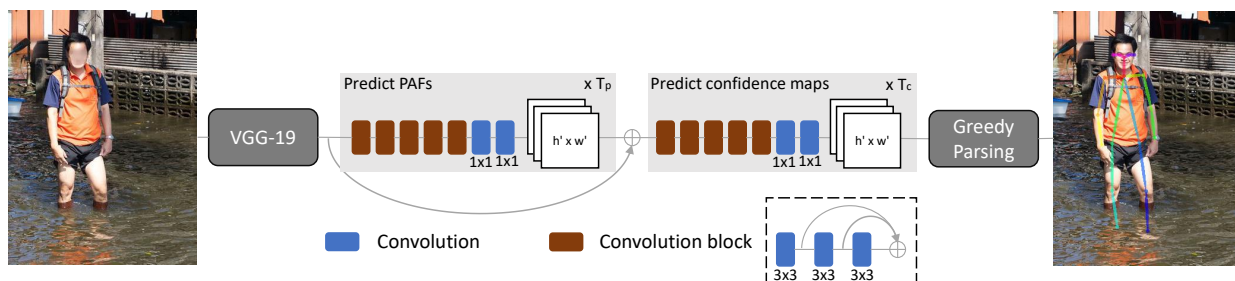 Predict PAFs
x Tp
Predict confidence maps
x Tc
VGG-19
h' x w'
1x1 1x1
h' x w'
1x1 1x1
Greedy
Parsing
Convolution
Convolution block
3x3 3x3 3x3